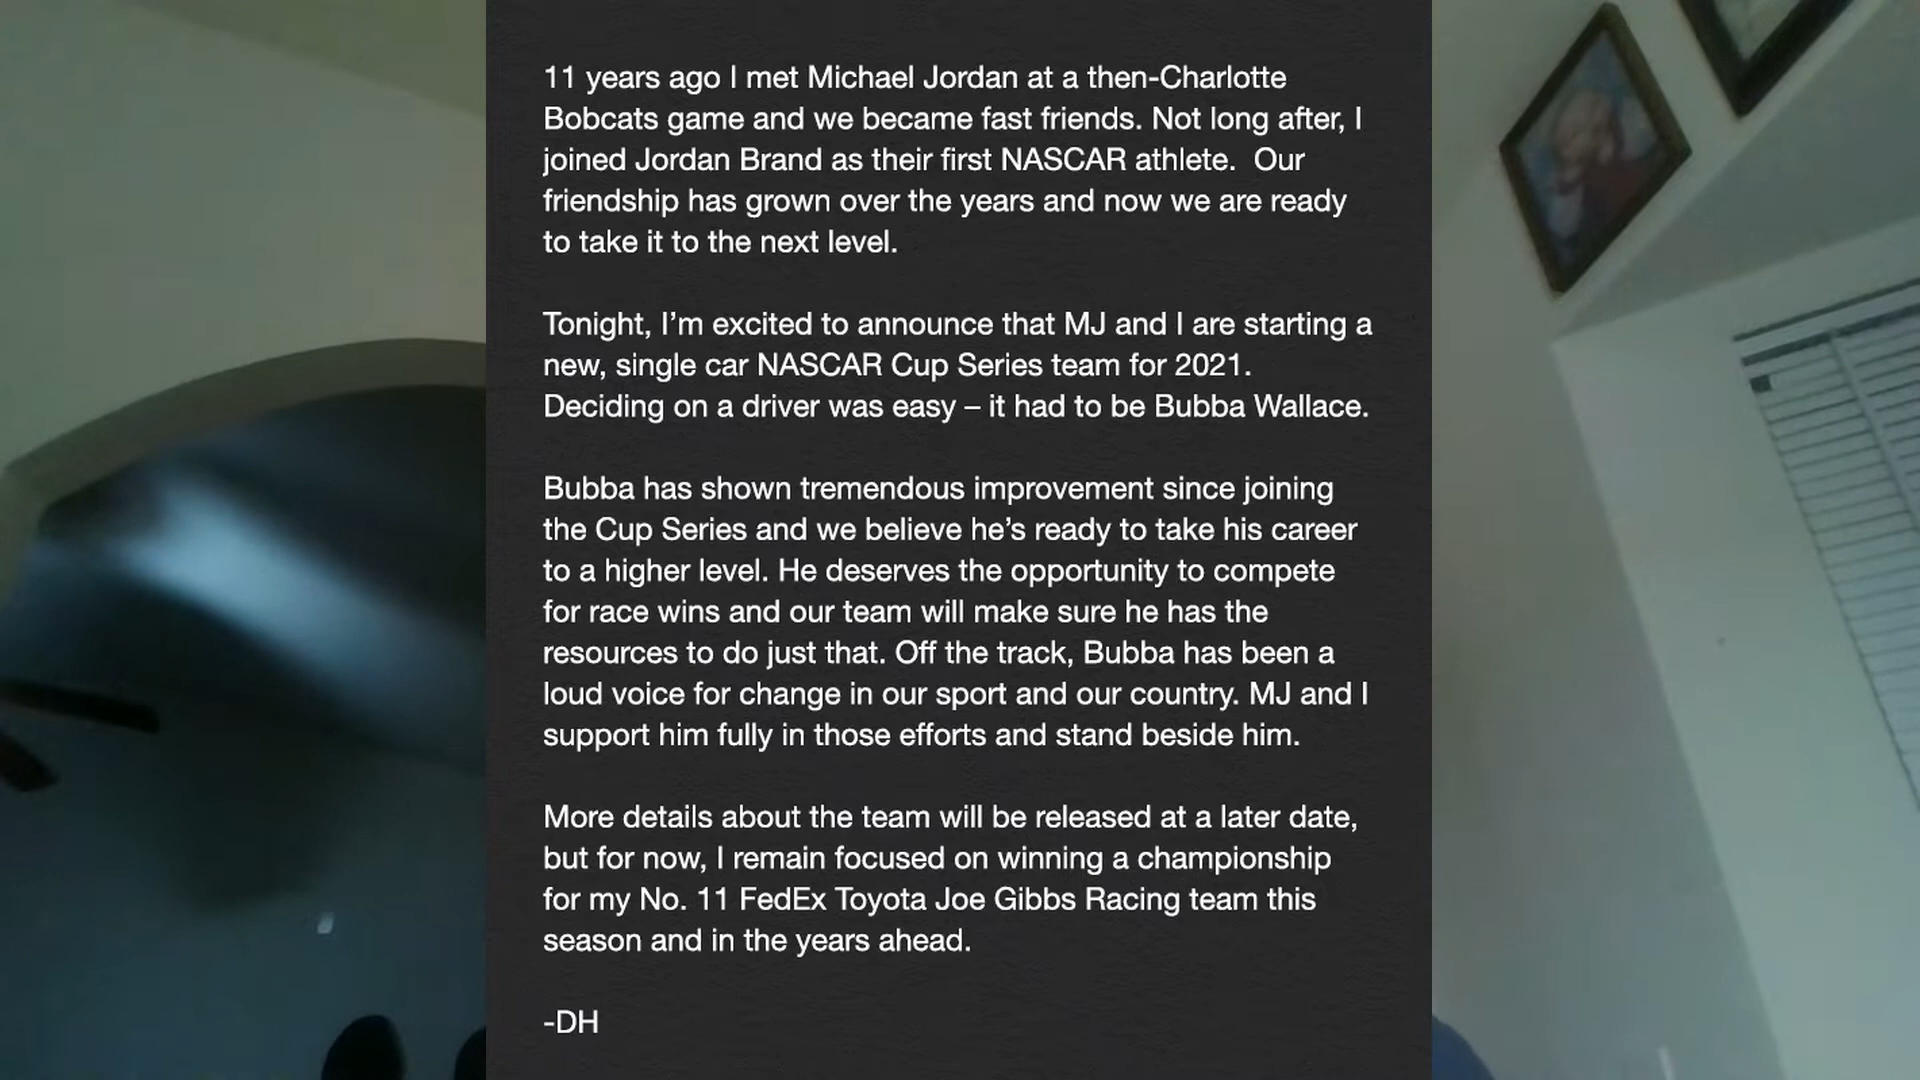 11 years ago I met Michael Jordan at a then-Charlotte
Bobcats game and we became fast friends. Not long after, I
joined Jordan Brand as their first NASCAR athlete.  Our
friendship has grown over the years and now we are ready
to take it to the next level.
Tonight, I’m excited to announce that MJ and I are starting a
new, single car NASCAR Cup Series team for 2021.
Deciding on a driver was easy – it had to be Bubba Wallace.
Bubba has shown tremendous improvement since joining
the Cup Series and we believe he’s ready to take his career
to a higher level. He deserves the opportunity to compete
for race wins and our team will make sure he has the
resources to do just that. Off the track, Bubba has been a
loud voice for change in our sport and our country. MJ and I
support him fully in those efforts and stand beside him.
More details about the team will be released at a later date,
but for now, I remain focused on winning a championship
for my No. 11 FedEx Toyota Joe Gibbs Racing team this
season and in the years ahead.
-DH